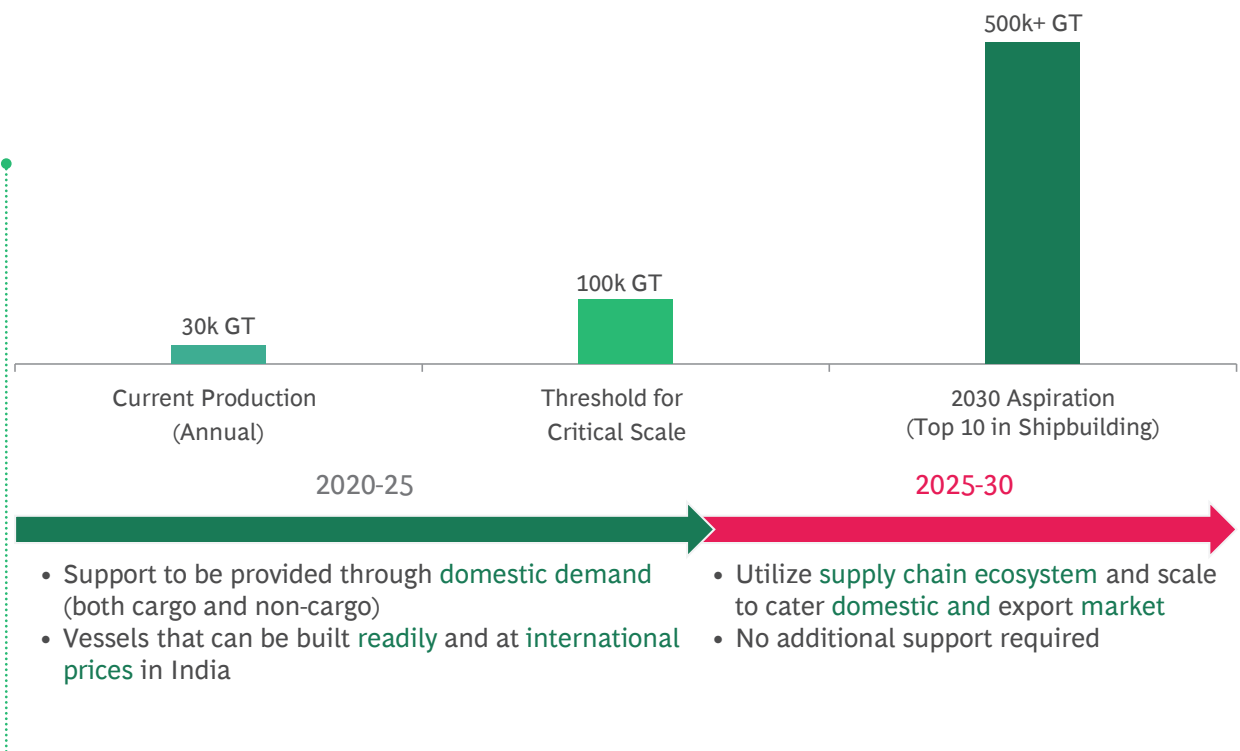 500k+ GT
100k GT
30k GT
Current Production
(Annual)
Threshold for
Critical Scale
2030 Aspiration
(Top 10 in Shipbuilding)
2020-25
2025-30
• Support to be provided through domestic demand
(both cargo and non-cargo)
• Vessels that can be built readily and at international
prices in India
• Utilize supply chain ecosystem and scale
to cater domestic and export market
• No additional support required